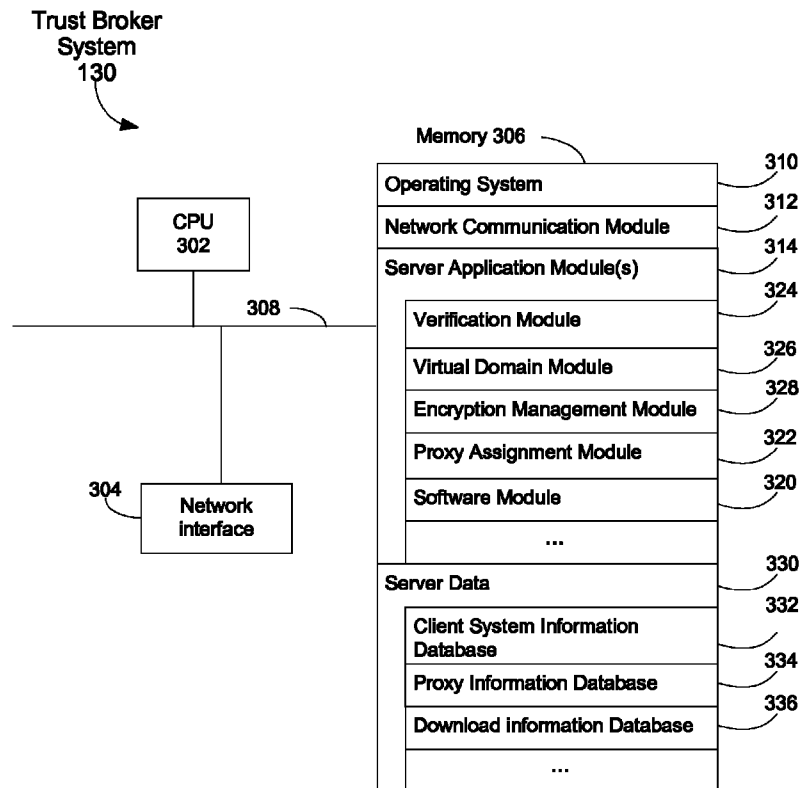 Trust Broker
System
130
Memory 306
310
Operating System
312
Network Communication Module
CPU
302
314
Server Application Module(s)
324
308
Verification Module
326
Virtual Domain Module
328
Encryption Management Module
322
Proxy Assignment Module
320
304
Network
interface
Software Module
...
330
Server Data
332
Client System Information
Database
334
Proxy Information Database
336
Download information Database
...